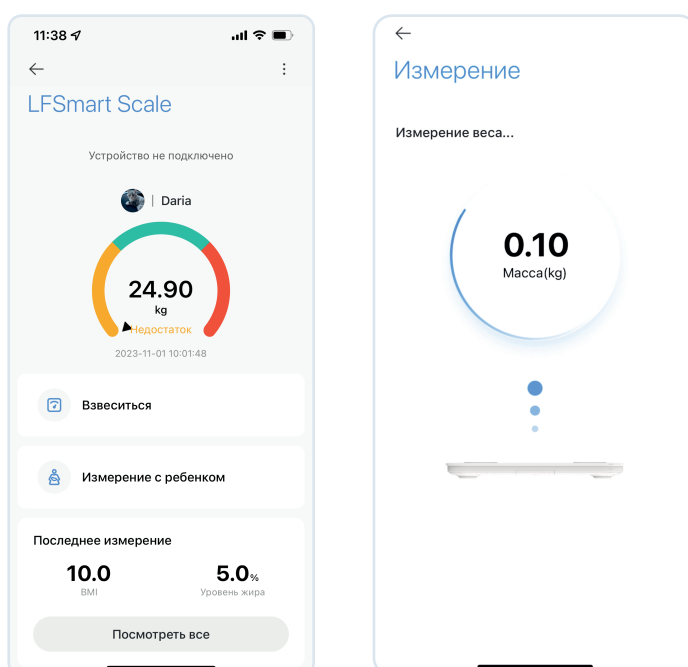 11:38
LFSmart Scale
Устройство не подключено
| Daria
24.90
kg
Недостаток
2023-11-01 10:01:48
Взвеситься
Измерение с ребенком
Последнее измерение
10.0 5.0%
BMI Уровень жира
Посмотреть все
Измерение
Измерение веса...
0.10
Масса(kg)